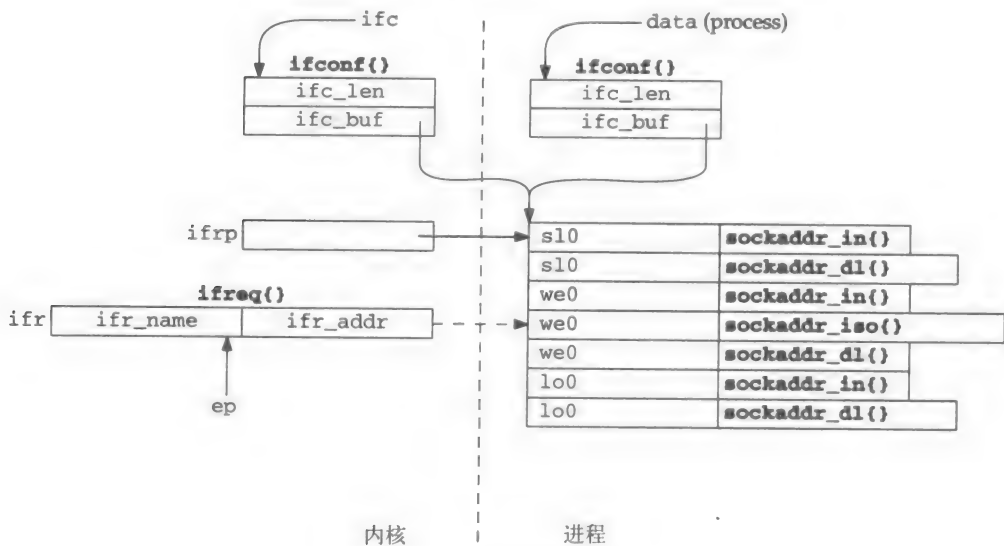 ifc
data (process)
ifconf{}
ifconf{}
ifc_len
ifc_len
ifc_buf
ifc_buf
ifrp
sl0 sockaddr_in{}
sl0 sockaddr_dl{}
we0 sockaddr_in{}
we0 sockaddr_iso{}
we0 sockaddr_dl{}
lo0 sockaddr_in{}
lo0 sockaddr_dl{}
ifreq{}
ifr ifr_name ifr_addr
ep
内核
进程